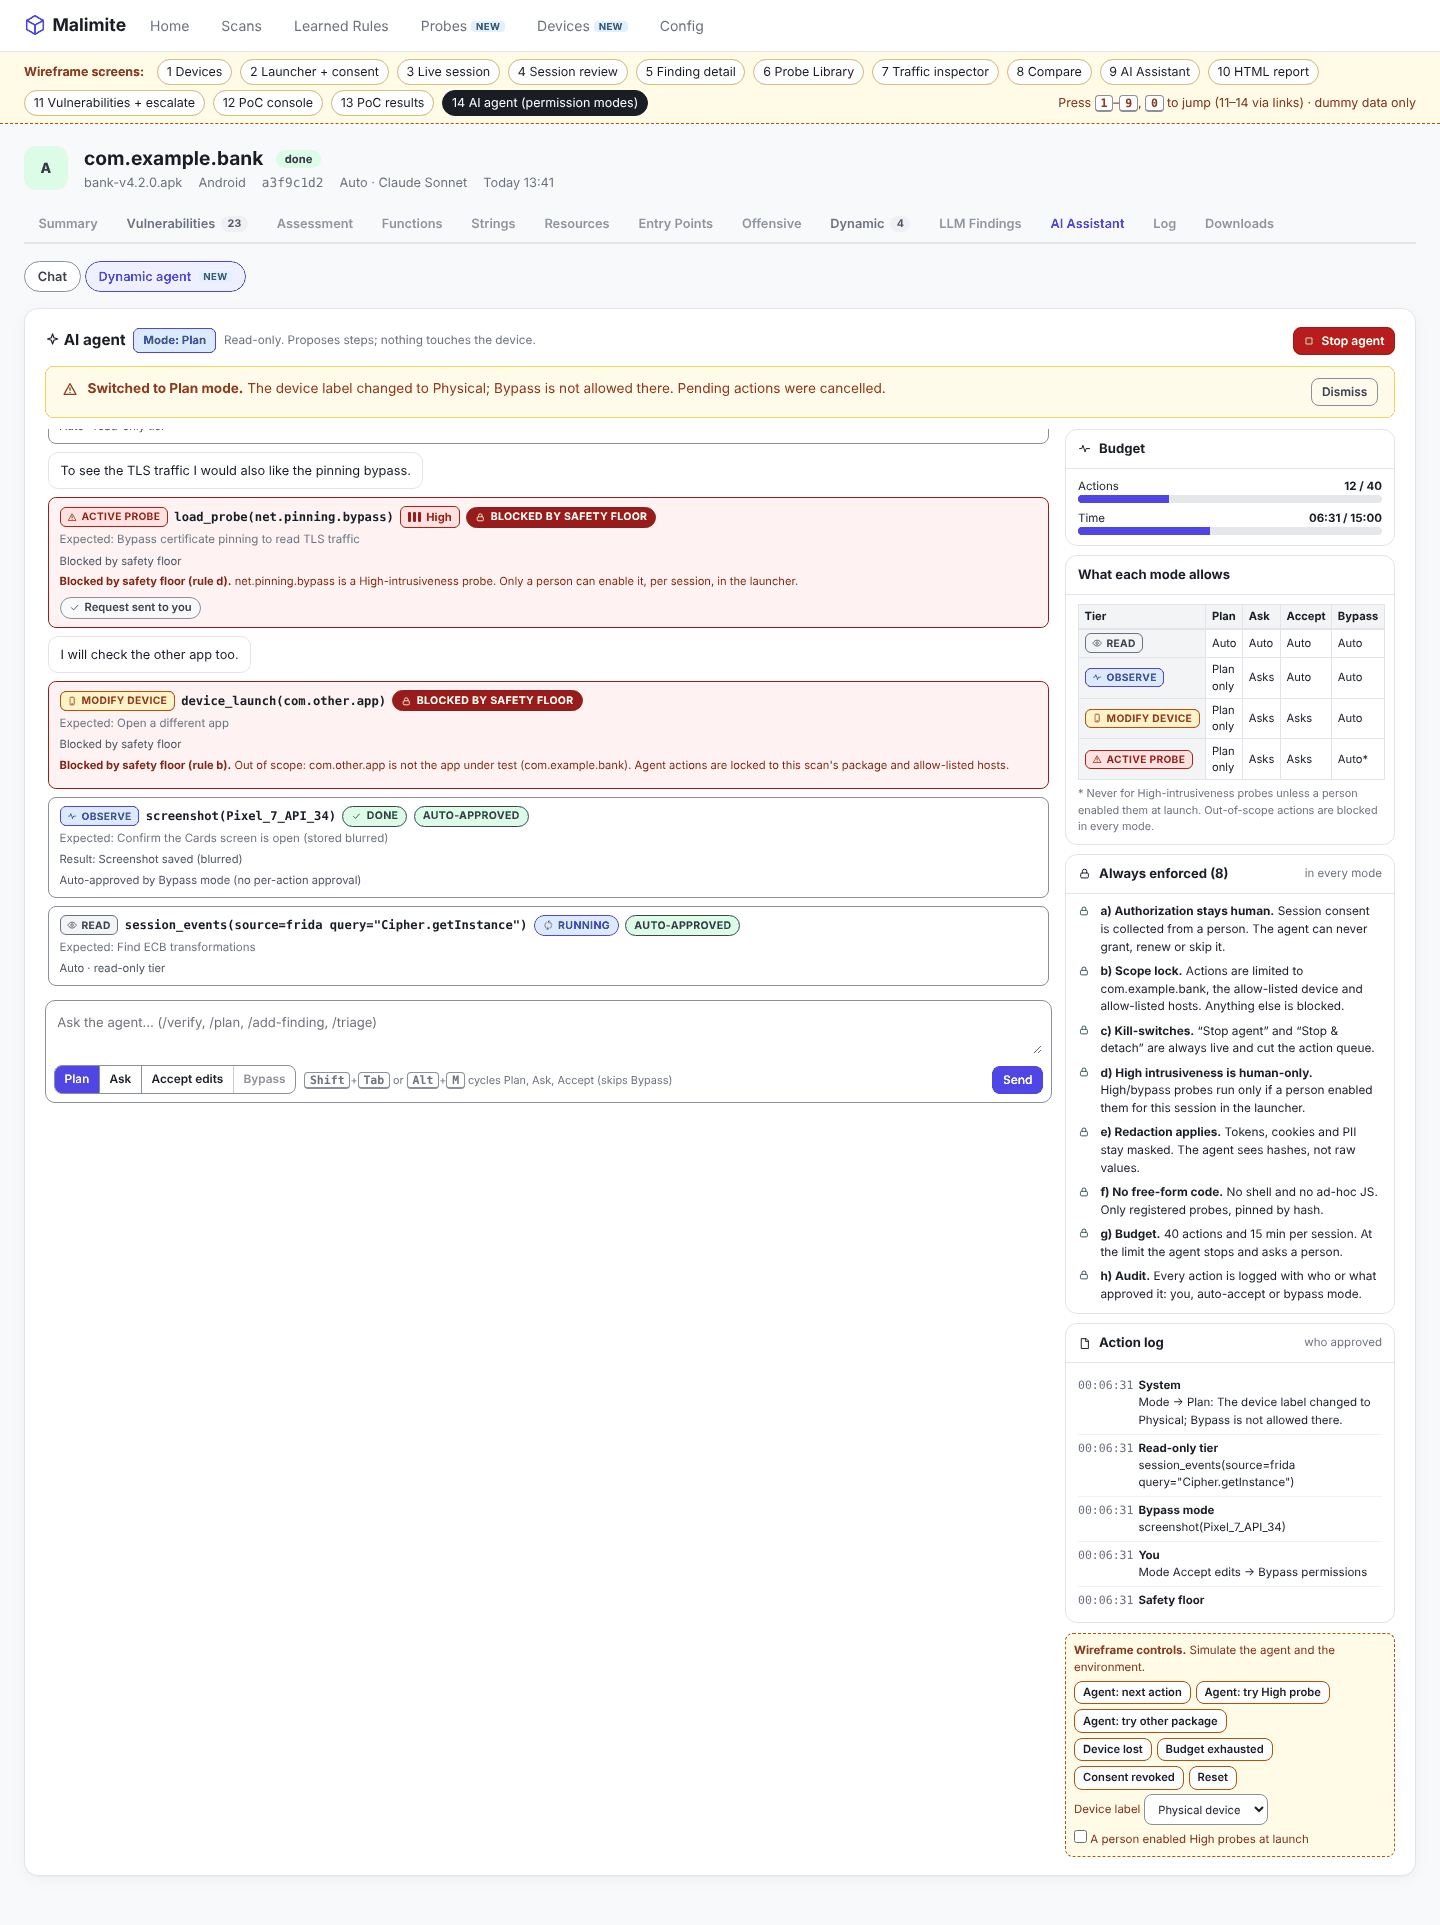 Malimite
Home
Scans
Learned Rules
Probes NEW
Devices NEW
Config
Wireframe screens:
1 Devices
2 Launcher + consent
3 Live session
4 Session review
5 Finding detail
6 Probe Library
7 Traffic inspector
8 Compare
9 AI Assistant
10 HTML report
11 Vulnerabilities + escalate
12 PoC console
13 PoC results
14 AI agent (permission modes)
Press 1–9, 0 to jump (11–14 via links) · dummy data only
A
com.example.bank done
bank-v4.2.0.apk Android a3f9c1d2 Auto · Claude Sonnet Today 13:41
Summary
Vulnerabilities 23
Assessment
Functions
Strings
Resources
Entry Points
Offensive
Dynamic 4
LLM Findings
AI Assistant
Log
Downloads
Chat
Dynamic agent NEW
AI agent Mode: Plan Read-only. Proposes steps; nothing touches the device.
Stop agent
Switched to Plan mode. The device label changed to Physical; Bypass is not allowed there. Pending actions were cancelled.
Dismiss
To see the TLS traffic I would also like the pinning bypass.
ACTIVE PROBE load_probe(net.pinning.bypass) High BLOCKED BY SAFETY FLOOR
Expected: Bypass certificate pinning to read TLS traffic
Blocked by safety floor
Blocked by safety floor (rule d). net.pinning.bypass is a High-intrusiveness probe. Only a person can enable it, per session, in the launcher.
Request sent to you
I will check the other app too.
MODIFY DEVICE device_launch(com.other.app) BLOCKED BY SAFETY FLOOR
Expected: Open a different app
Blocked by safety floor
Blocked by safety floor (rule b). Out of scope: com.other.app is not the app under test (com.example.bank). Agent actions are locked to this scan's package and allow-listed hosts.
OBSERVE screenshot(Pixel_7_API_34) DONE AUTO-APPROVED
Expected: Confirm the Cards screen is open (stored blurred)
Result: Screenshot saved (blurred)
Auto-approved by Bypass mode (no per-action approval)
READ session_events(source=frida query="Cipher.getInstance") RUNNING AUTO-APPROVED
Expected: Find ECB transformations
Auto · read-only tier
Ask the agent... (/verify, /plan, /add-finding, /triage)
Plan Ask Accept edits Bypass Shift+Tab or Alt+M cycles Plan, Ask, Accept (skips Bypass)
Send
Budget
Actions 12 / 40
Time 06:31 / 15:00
What each mode allows
Tier Plan Ask Accept Bypass
READ Auto Auto Auto Auto
OBSERVE Plan only Asks Auto Auto
MODIFY DEVICE Plan only Asks Asks Auto
ACTIVE PROBE Plan only Asks Asks Auto*
* Never for High-intrusiveness probes unless a person
enabled them at launch. Out-of-scope actions are blocked
in every mode.
Always enforced (8) in every mode
a) Authorization stays human. Session consent
is collected from a person. The agent can never
grant, renew or skip it.
b) Scope lock. Actions are limited to
com.example.bank, the allow-listed device and
allow-listed hosts. Anything else is blocked.
c) Kill-switches. “Stop agent” and “Stop &
detach” are always live and cut the action queue.
d) High intrusiveness is human-only.
High/bypass probes run only if a person enabled
them for this session in the launcher.
e) Redaction applies. Tokens, cookies and PII
stay masked. The agent sees hashes, not raw
values.
f) No free-form code. No shell and no ad-hoc JS.
Only registered probes, pinned by hash.
g) Budget. 40 actions and 15 min per session. At
the limit the agent stops and asks a person.
h) Audit. Every action is logged with who or what
approved it: you, auto-accept or bypass mode.
Action log who approved
00:06:31 System
Mode → Plan: The device label changed to
Physical; Bypass is not allowed there.
00:06:31 Read-only tier
session_events(source=frida
query="Cipher.getInstance")
00:06:31 Bypass mode
screenshot(Pixel_7_API_34)
00:06:31 You
Mode Accept edits → Bypass permissions
00:06:31 Safety floor
Wireframe controls. Simulate the agent and the
environment.
Agent: next action
Agent: try High probe
Agent: try other package
Device lost
Budget exhausted
Consent revoked
Reset
Device label Physical device
A person enabled High probes at launch